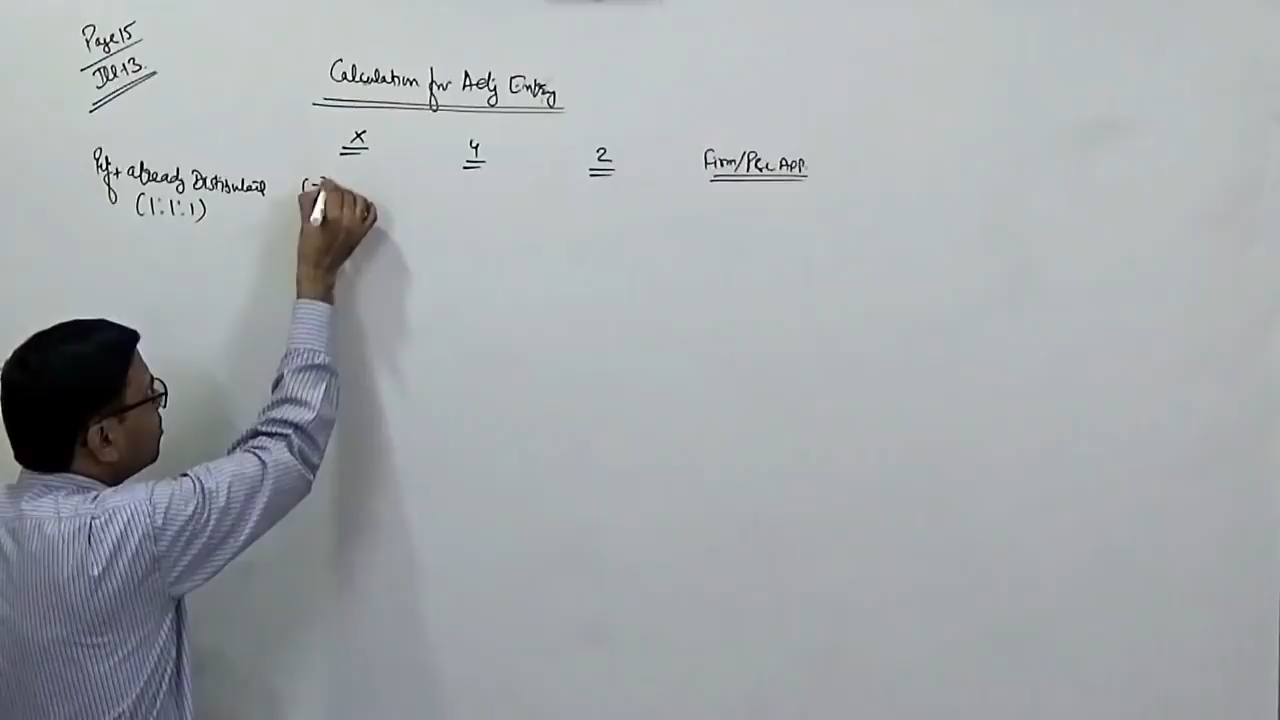 Page 15
Ill 13.
Calculation for Adj Entry
X Y Z Firm/P&L App.
Pft already Distributed
(1:1:1) (-)